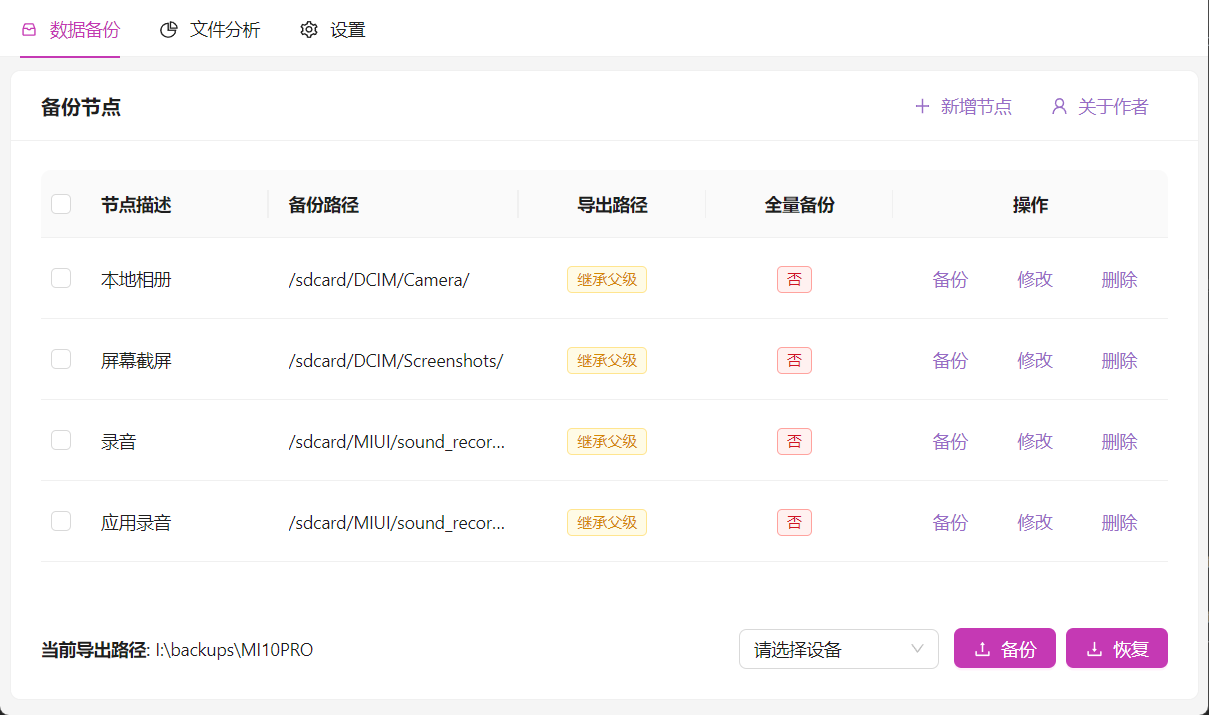 数据备份 文件分析 设置
备份节点 新增节点 关于作者
节点描述 备份路径 导出路径 全量备份 操作
本地相册 /sdcard/DCIM/Camera/ 继承父级 否 备份 修改 删除
屏幕截屏 /sdcard/DCIM/Screenshots/ 继承父级 否 备份 修改 删除
录音 /sdcard/MIUI/sound_recor... 继承父级 否 备份 修改 删除
应用录音 /sdcard/MIUI/sound_recor... 继承父级 否 备份 修改 删除
当前导出路径: I:\backups\MI10PRO 请选择设备 备份 恢复